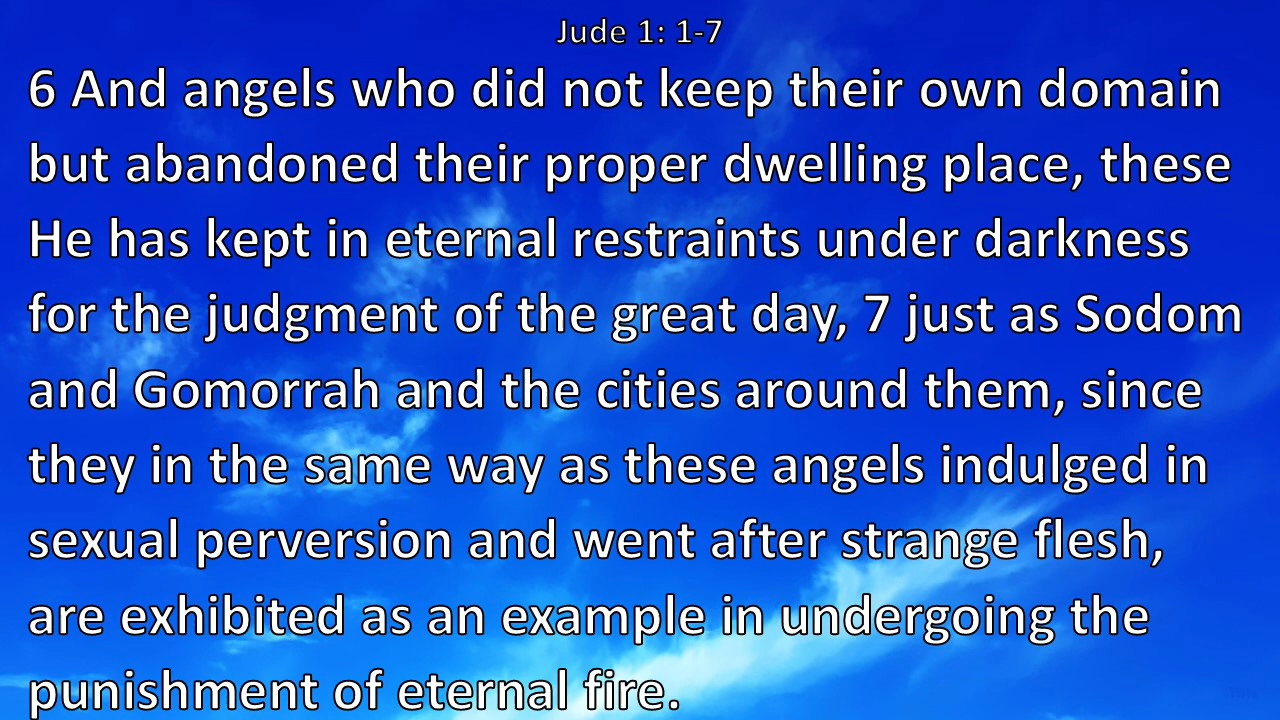 Jude 1: 1-7
6 And angels who did not keep their own domain
but abandoned their proper dwelling place, these
He has kept in eternal restraints under darkness
for the judgment of the great day, 7 just as Sodom
and Gomorrah and the cities around them, since
they in the same way as these angels indulged in
sexual perversion and went after strange flesh,
are exhibited as an example in undergoing the
punishment of eternal fire.